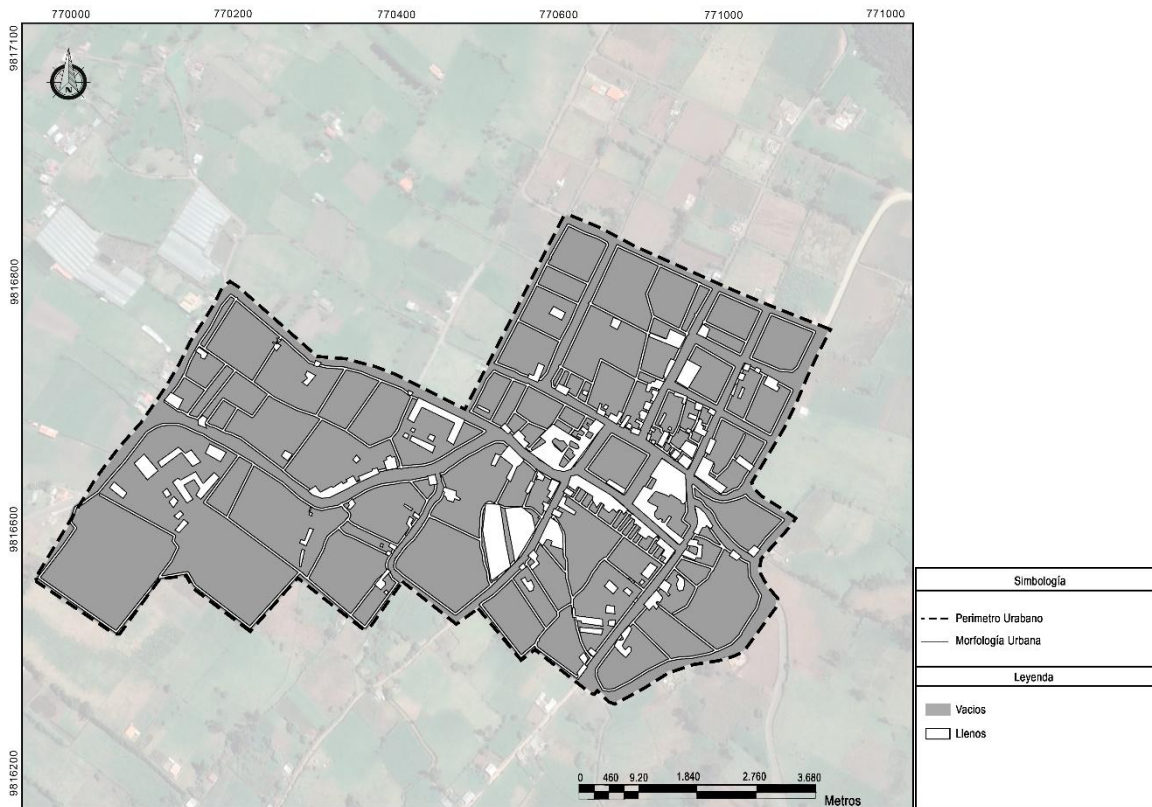 770000 770200 770400 770600 771000 771000
9817100
N
9816800
9816600
9816200
0 460 9.20 1.840 2.760 3.680
Metros
Simbología
Perimetro Urabano
Morfología Urbana
Leyenda
Vacios
Llenos